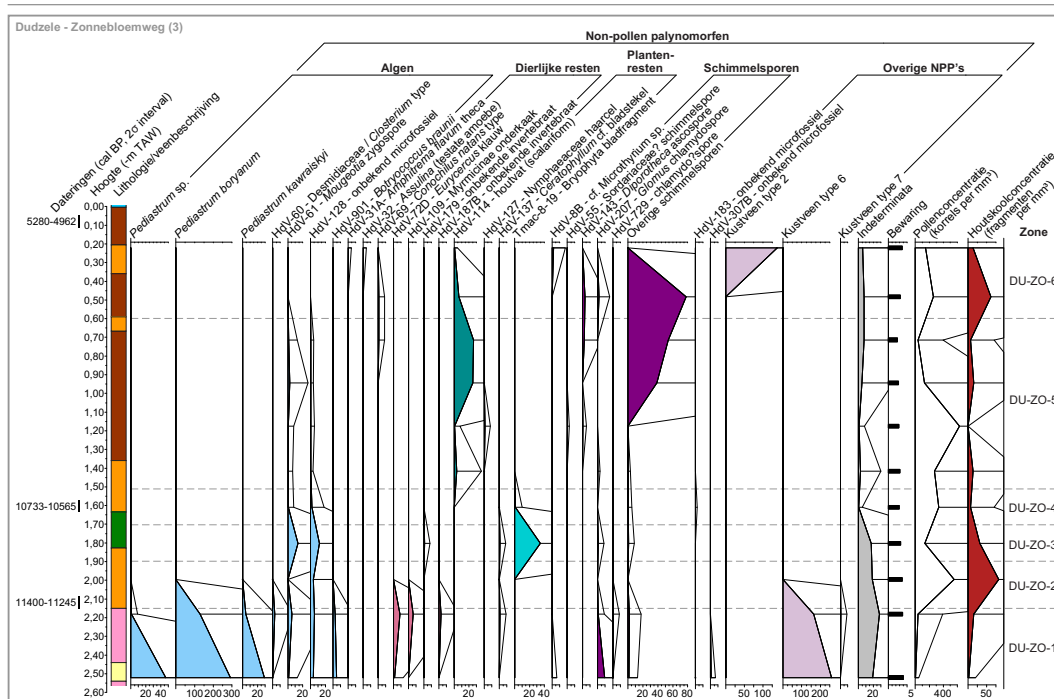 Dudzele - Zonnebloemweg (3)
Non-pollen palynomorfen
Algen
Dierlijke resten
Planten-
resten
Schimmelsporen
Overige NPP's
Dateringen (cal BP, 2σ interval)
Hoogte (-m TAW)
Lithologie/veenbeschrijving
Pediastrum sp.
Pediastrum boryanum
Pediastrum kawraiskyi
HdV-60 - Desmidiaceae / Closterium type
HdV-61 - Mougeotia zygospore
HdV-128 - onbekend microfossiel
HdV-901 - Botryococcus braunii
HdV-31A - Amphitrema flavum theca
HdV-32 - Assulina (testate amoebe)
HdV-72D - Eurycercus klauw
HdV-69 - Conochilus natans type
HdV-109 - Mymriomae onderkaak
HdV-179 - onbekende invertebraat
HdV-187B - onbekende invertebraat
HdV-114 - houtvat (scalariform)
HdV-127 - Nymphaeaceae haarcel
HdV-137 - Ceratophyllum cf. bladstekel
Tmac-6-19 - Bryophyta bladfragment
HdV-8B - cf. Microthyrium sp.
HdV-55 - Sordariaceae? schimmelspore
HdV-143 - Diporotheca ascospore
HdV-207 - Glomus chlamydospore
HdV-729 - chlamydo?spore
Overige schimmelsporen
HdV-183 - onbekend microfossiel
HdV-307B - onbekend microfossiel
Kustveen type 2
Kustveen type 6
Kustveen type 7
Indeterminata
Bewaring
Pollenconcentratie
(korrels per mm³)
Houtskool-concentratie
(fragmenten
per mm³)
Zone
0,00
5280-4962
0,10
0,20
0,30
0,40
DU-ZO-6
0,50
0,60
0,70
0,80
0,90
1,00
DU-ZO-5
1,10
1,20
1,30
1,40
1,50
10733-10565
1,60
DU-ZO-4
1,70
1,80
DU-ZO-3
1,90
2,00
DU-ZO-2
11400-11245
2,10
2,20
2,30
DU-ZO-1
2,40
2,50
2,60
20 40 100 200 300 20 20 20 20 20 40 20 40 60 80 50 100 100 200 20 5 400 50